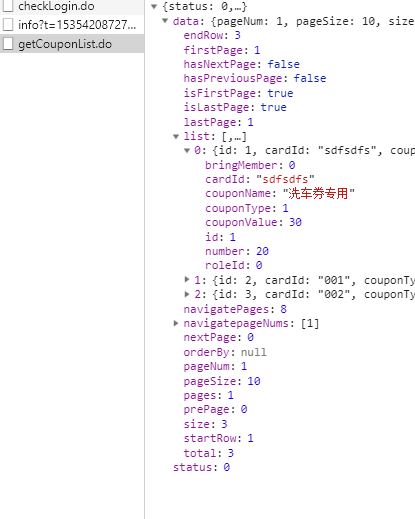 checkLogin.do
info?t=15354208727...
getCouponList.do
{status: 0,…}
data: {pageNum: 1, pageSize: 10, size
endRow: 3
firstPage: 1
hasNextPage: false
hasPreviousPage: false
isFirstPage: true
isLastPage: true
lastPage: 1
list: [,…]
0: {id: 1, cardId: "sdfsdfs", coup
bringMember: 0
cardId: "sdfsdfs"
couponName: "洗车券专用"
couponType: 1
couponValue: 30
id: 1
number: 20
roleId: 0
1: {id: 2, cardId: "001", couponTy
2: {id: 3, cardId: "002", couponTy
navigatePages: 8
navigatepageNums: [1]
nextPage: 0
orderBy: null
pageNum: 1
pageSize: 10
pages: 1
prePage: 0
size: 3
startRow: 1
total: 3
status: 0